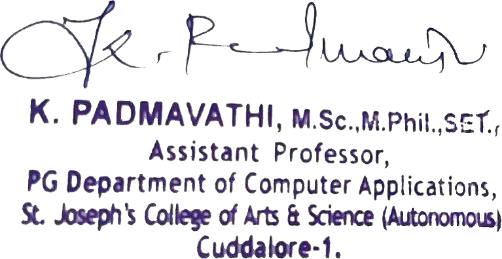 K. Padmavathi
K. PADMAVATHI, M.Sc.,M.Phil.,SET.,
Assistant Professor,
PG Department of Computer Applications,
St. Joseph's College of Arts & Science (Autonomous)
Cuddalore-1.